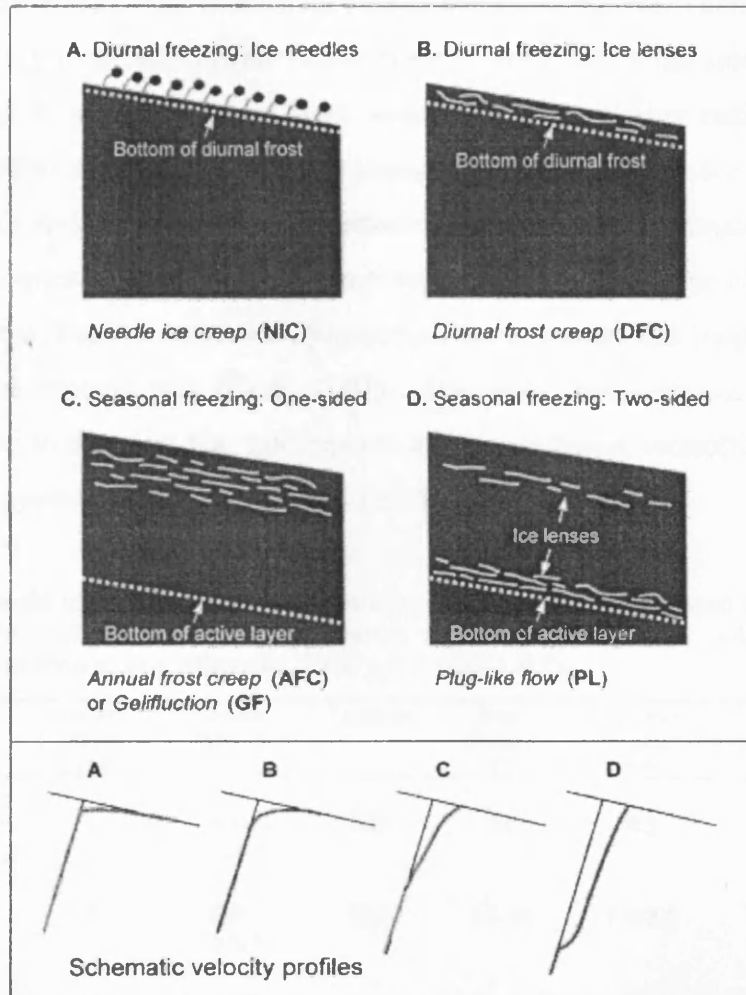 A. Diurnal freezing: Ice needles
B. Diurnal freezing: Ice lenses
Bottom of diurnal frost
Bottom of diurnal frost
Needle ice creep (NIC)
Diurnal frost creep (DFC)
C. Seasonal freezing: One-sided
D. Seasonal freezing: Two-sided
Ice lenses
Bottom of active layer
Bottom of active layer
Annual frost creep (AFC)
or Gelifluction (GF)
Plug-like flow (PL)
A
B
C
D
Schematic velocity profiles